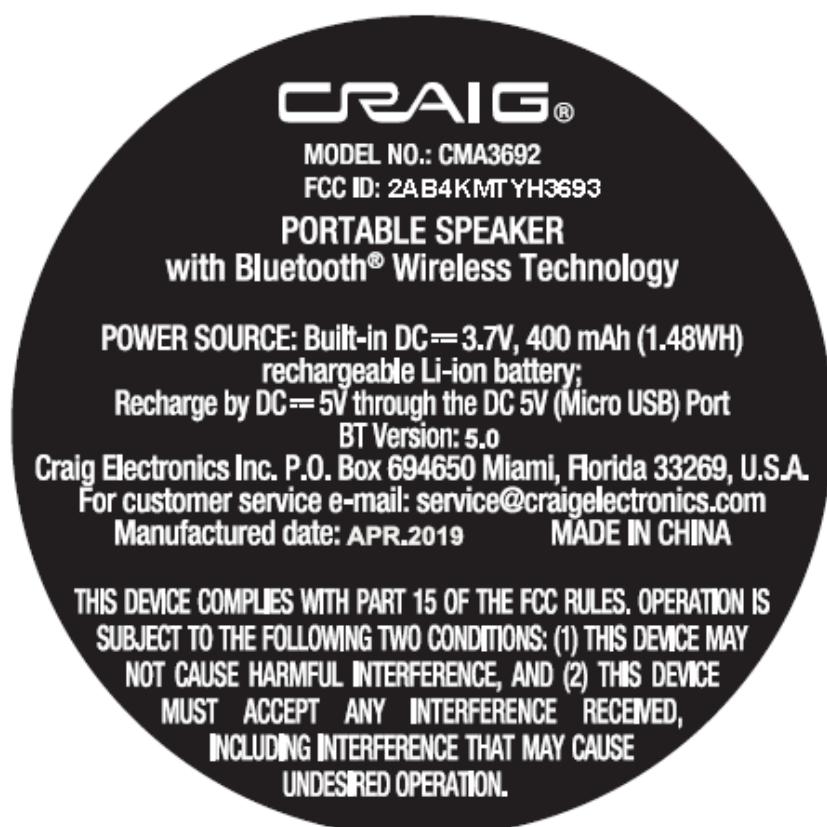 CRAIG®
MODEL NO.: CMA3692
FCC ID: 2AB4KMTYH3693
PORTABLE SPEAKER
with Bluetooth® Wireless Technology
POWER SOURCE: Built-in DC⎓3.7V, 400 mAh (1.48WH)
rechargeable Li-ion battery;
Recharge by DC⎓ 5V through the DC 5V (Micro USB) Port
BT Version: 5.0
Craig Electronics Inc. P.O. Box 694650 Miami, Florida 33269, U.S.A.
For customer service e-mail: service@craigelectronics.com
Manufactured date: APR.2019 MADE IN CHINA
THIS DEVICE COMPLIES WITH PART 15 OF THE FCC RULES. OPERATION IS
SUBJECT TO THE FOLLOWING TWO CONDITIONS: (1) THIS DEVICE MAY
NOT CAUSE HARMFUL INTERFERENCE, AND (2) THIS DEVICE
MUST ACCEPT ANY INTERFERENCE RECEIVED,
INCLUDING INTERFERENCE THAT MAY CAUSE
UNDESIRED OPERATION.